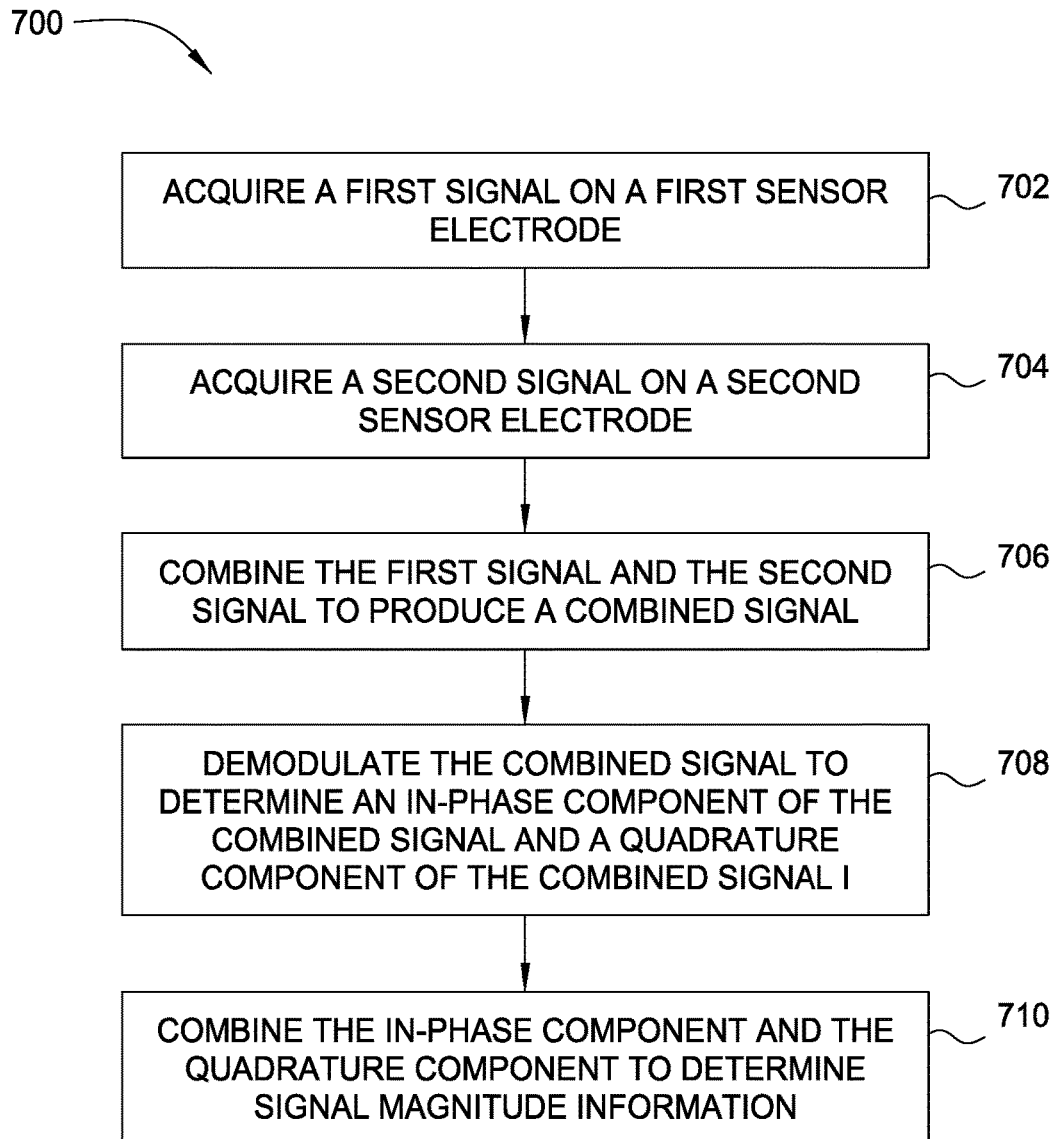 700
ACQUIRE A FIRST SIGNAL ON A FIRST SENSOR
ELECTRODE
702
ACQUIRE A SECOND SIGNAL ON A SECOND
SENSOR ELECTRODE
704
COMBINE THE FIRST SIGNAL AND THE SECOND
SIGNAL TO PRODUCE A COMBINED SIGNAL
706
DEMODULATE THE COMBINED SIGNAL TO
DETERMINE AN IN-PHASE COMPONENT OF THE
COMBINED SIGNAL AND A QUADRATURE
COMPONENT OF THE COMBINED SIGNAL I
708
COMBINE THE IN-PHASE COMPONENT AND THE
QUADRATURE COMPONENT TO DETERMINE
SIGNAL MAGNITUDE INFORMATION
710